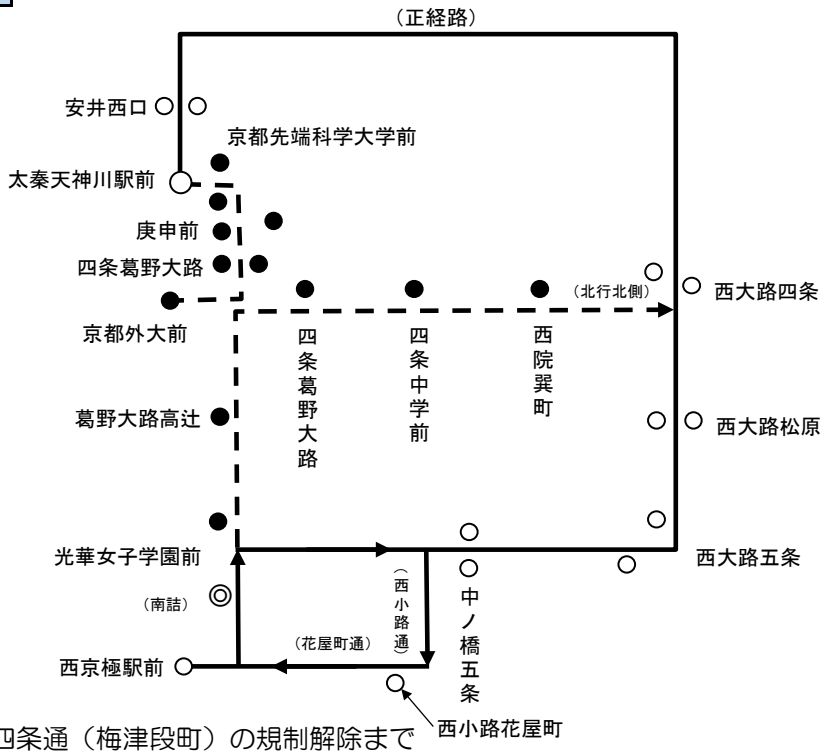 （正経路）
安井西口
京都先端科学大学前
太秦天神川駅前
庚申前
四条葛野大路
（北行北側）
西大路四条
京都外大前
四条葛野大路
四条中学前
西院巽町
葛野大路高辻
西大路松原
光華女子学園前
西大路五条
（南詰）
（西小路通）
中ノ橋五条
（花屋町通）
西京極駅前
西小路花屋町
四条通（梅津段町）の規制解除まで